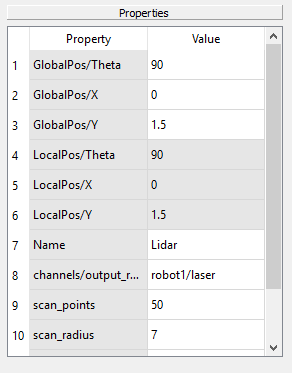 Properties
Property Value
1 GlobalPos/Theta 90
2 GlobalPos/X 0
3 GlobalPos/Y 1.5
4 LocalPos/Theta 90
5 LocalPos/X 0
6 LocalPos/Y 1.5
7 Name Lidar
8 channels/output_r... robot1/laser
9 scan_points 50
10 scan_radius 7